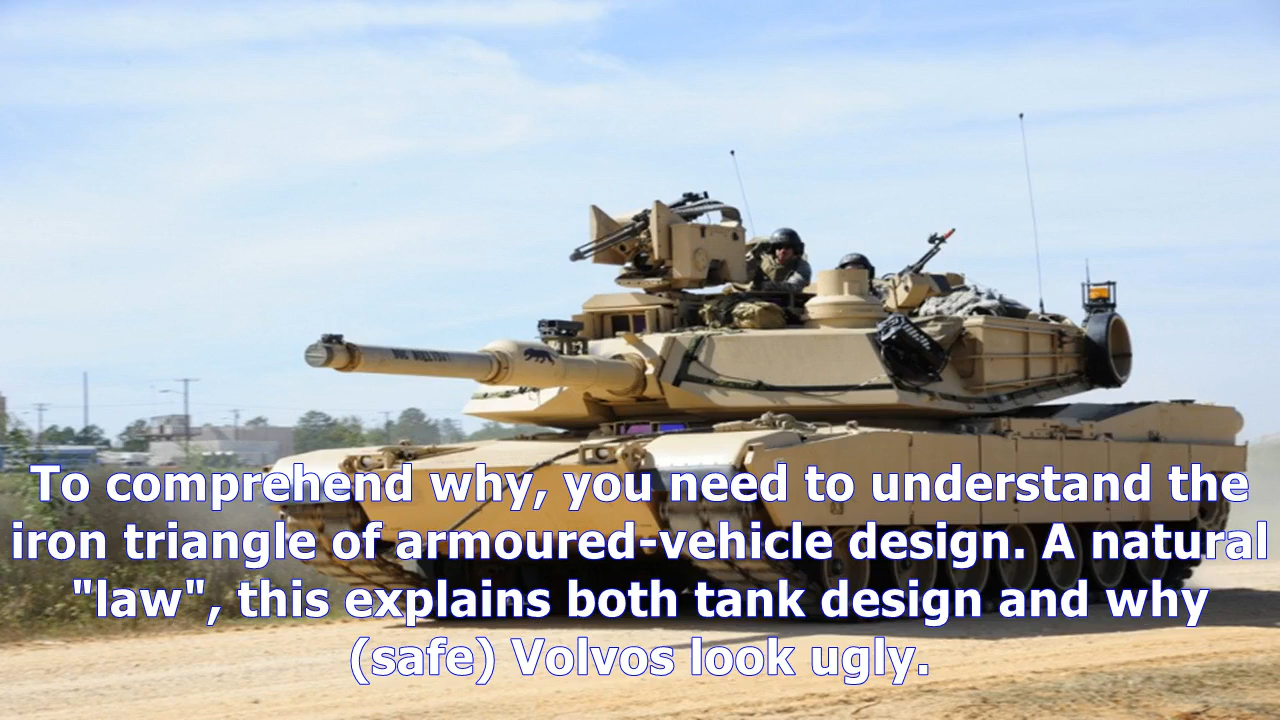 To comprehend why, you need to understand the
iron triangle of armoured-vehicle design. A natural
"law", this explains both tank design and why
(safe) Volvos look ugly.